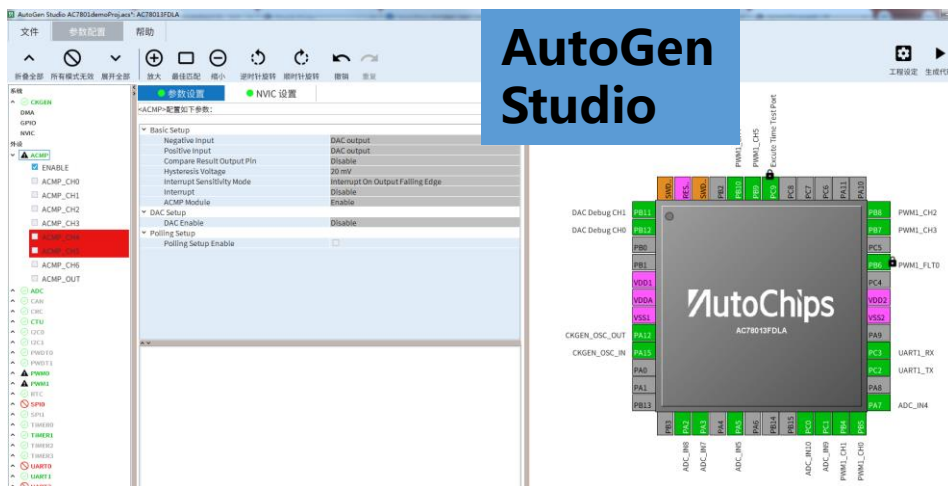 AutoGen Studio AC7801demoProj.acs*: AC78013FDLA
文件 参数配置 帮助
AutoGen
Studio
折叠全部 所有模式无效 展开全部 放大 最佳匹配 缩小 逆时针旋转 顺时针旋转 撤销 重复 工程设定 生成代
系统
CKGEN
DMA
GPIO
NVIC
外设
ACMP
ENABLE
ACMP_CH0
ACMP_CH1
ACMP_CH2
ACMP_CH3
ACMP_CH4
ACMP_CH5
ACMP_CH6
ACMP_OUT
ADC
CAN
CRC
CTU
I2C0
I2C1
PWDT0
PWDT1
PWM0
PWM1
RTC
SPI0
SPI1
TIMER0
TIMER1
TIMER2
TIMER3
UART0
UART1
参数设置 NVIC 设置
<ACMP>配置如下参数:
Basic Setup
Negative Input DAC output
Positive Input DAC output
Compare Result Output Pin Disable
Hysteresis Voltage 20 mV
Interrupt Sensitivity Mode Interrupt On Output Falling Edge
Interrupt Disable
ACMP Module Enable
DAC Setup
DAC Enable Disable
Polling Setup
Polling Setup Enable
PWM1_CH5
Excute Time Test Port
SWD..
RES..
SWD..
PB2
PB10
PB9
PC9
PC8
PC7
PC6
PA11
PA10
DAC Debug CH1 PB11
DAC Debug CH0 PB12
PB0
PB1
VDD1
VDDA
VSS1
CKGEN_OSC_OUT PA12
CKGEN_OSC_IN PA15
PA0
PA1
PB13
AutoChips
AC78013FDLA
PB8 PWM1_CH2
PB7 PWM1_CH3
PC5
PB6 PWM1_FLT0
PC4
VDD2
VSS2
PA9
PC3 UART1_RX
PC2 UART1_TX
PA8
PA7 ADC_IN4
PB3
PA2
PA3
PA4
PA5
PA6
PB14
PB15
PC0
PC1
PB4
PB5
ADC_IN8
ADC_IN7
ADC_IN5
ADC_IN10
ADC_IN9
PWM1_CH1
PWM1_CH0